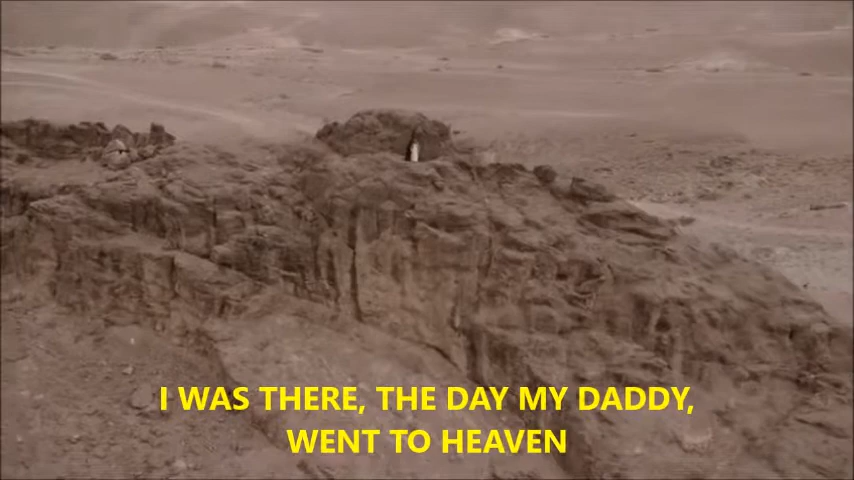 I WAS THERE, THE DAY MY DADDY,
WENT TO HEAVEN